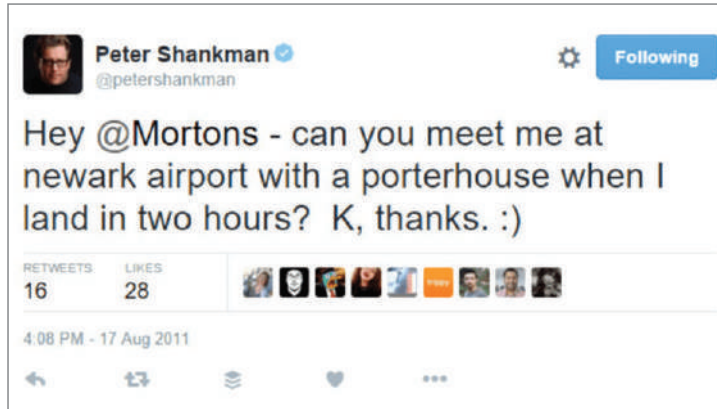 Peter Shankman
@petershankman
Following
Hey @Mortons - can you meet me at
newark airport with a porterhouse when I
land in two hours?  K, thanks. :)
RETWEETS
LIKES
16
28
4:08 PM - 17 Aug 2011